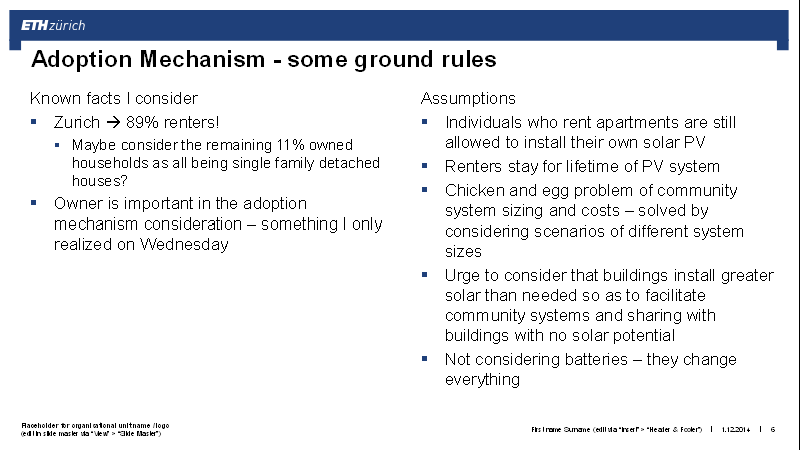 ETH zürich
Adoption Mechanism - some ground rules
Known facts I consider
▪ Zurich → 89% renters!
▪ Maybe consider the remaining 11% owned
households as all being single family detached
houses?
▪ Owner is important in the adoption
mechanism consideration – something I only
realized on Wednesday
Assumptions
▪ Individuals who rent apartments are still
allowed to install their own solar PV
▪ Renters stay for lifetime of PV system
▪ Chicken and egg problem of community
system sizing and costs – solved by
considering scenarios of different system
sizes
▪ Urge to consider that buildings install greater
solar than needed so as to facilitate
community systems and sharing with
buildings with no solar potential
▪ Not considering batteries – they change
everything
Placeholder for organisational unit name / logo
(edit in slide master via "View" > "Slide Master")
First name Surname (edit via "Insert" > "Header & Footer") | 1.12.2014 | 6